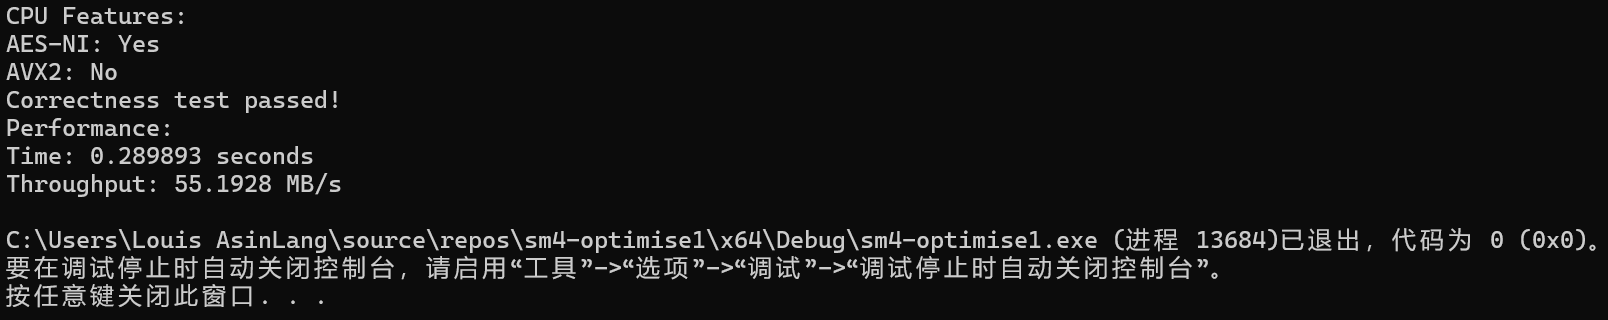 CPU Features:
AES-NI: Yes
AVX2: No
Correctness test passed!
Performance:
Time: 0.289893 seconds
Throughput: 55.1928 MB/s
C:\Users\Louis AsinLang\source\repos\sm4-optimise1\x64\Debug\sm4-optimise1.exe (进程 13684)已退出，代码为 0 (0x0)。
要在调试停止时自动关闭控制台，请启用“工具”->“选项”->“调试”->“调试停止时自动关闭控制台”。
按任意键关闭此窗口. . .